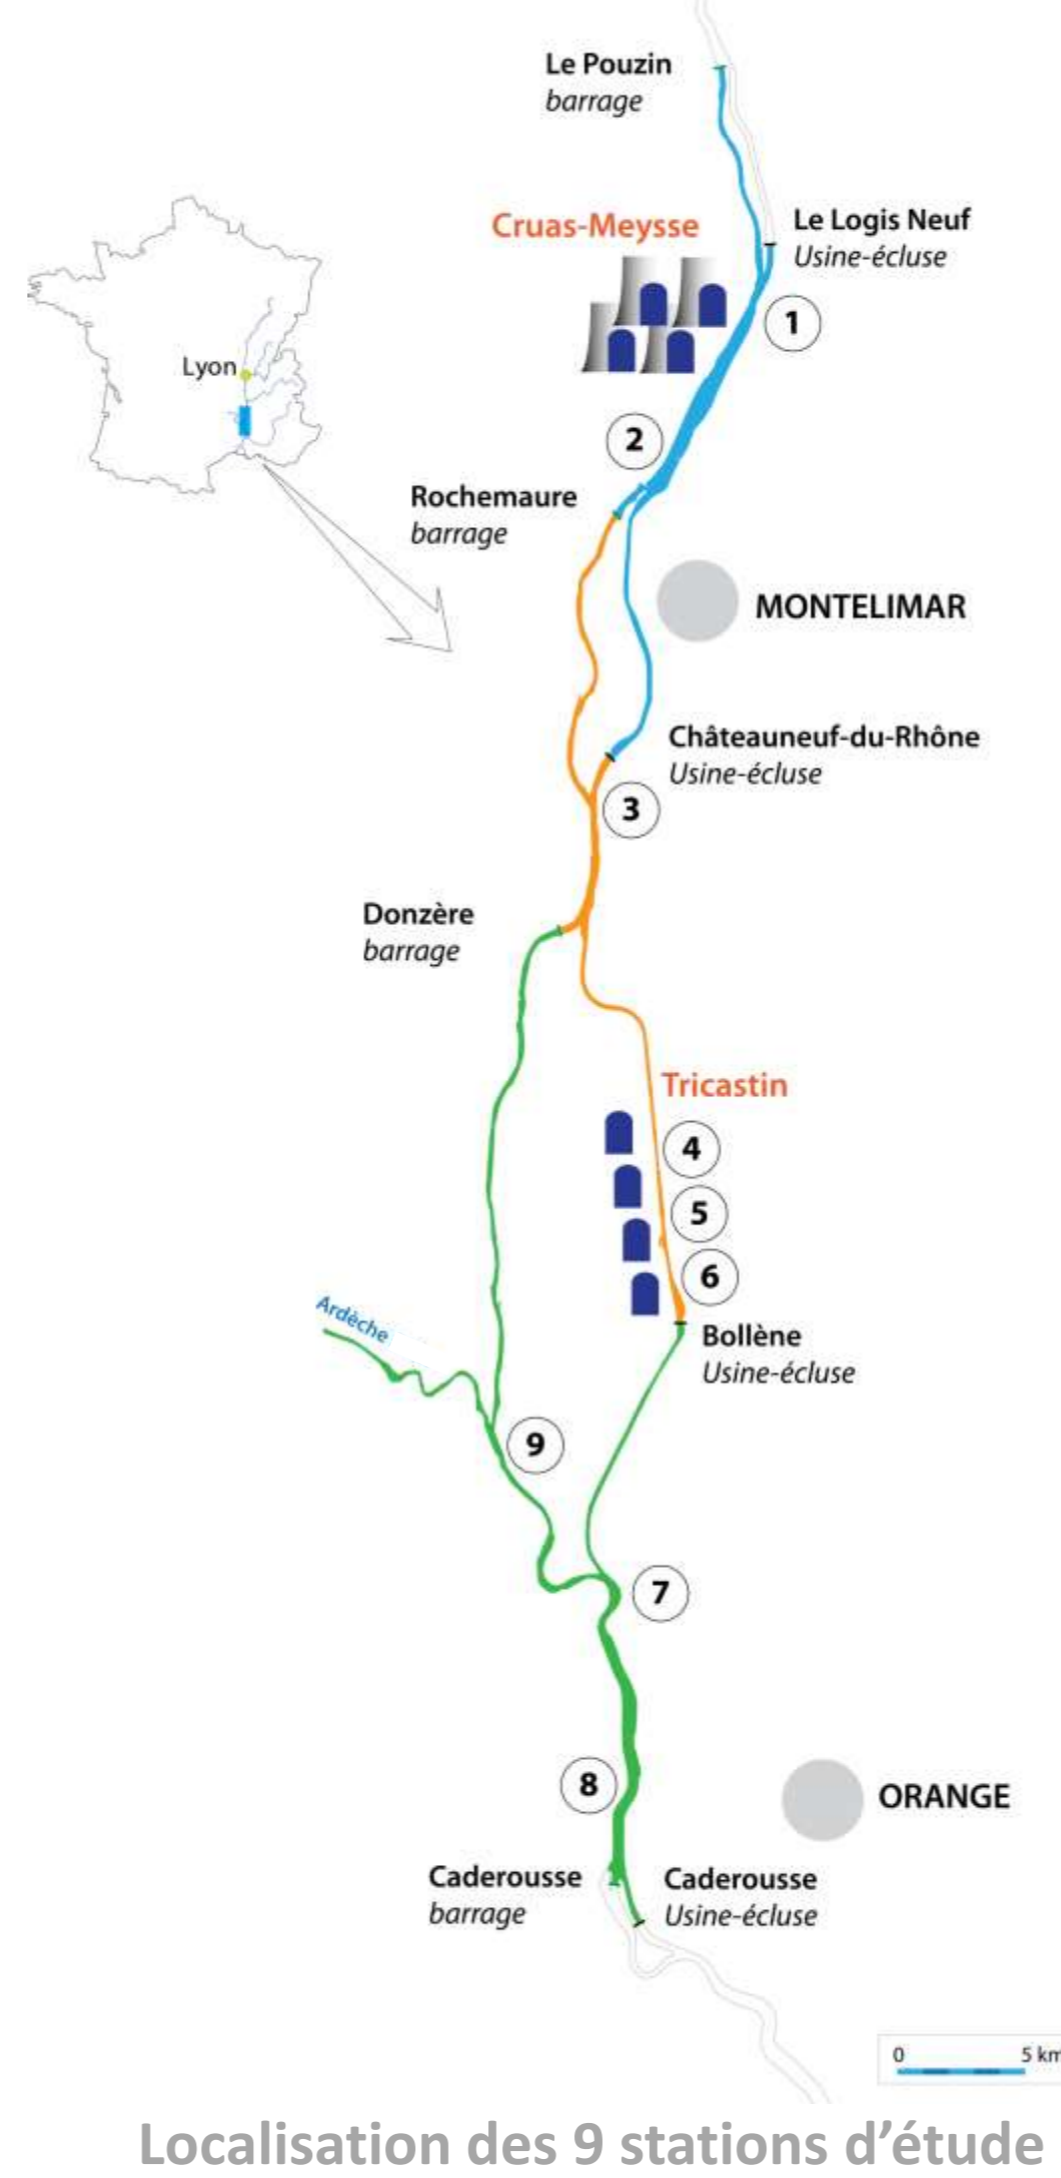 Le Pouzin
barrage
Cruas-Meysse
Le Logis Neuf
Usine-écluse
1
Lyon
2
Rochemaure
barrage
MONTELIMAR
Châteauneuf-du-Rhône
Usine-écluse
3
Donzère
barrage
Tricastin
4
5
6
Ardèche
Bollène
Usine-écluse
9
7
8
ORANGE
Caderousse
barrage
Caderousse
Usine-écluse
0 5 km
Localisation des 9 stations d’étude